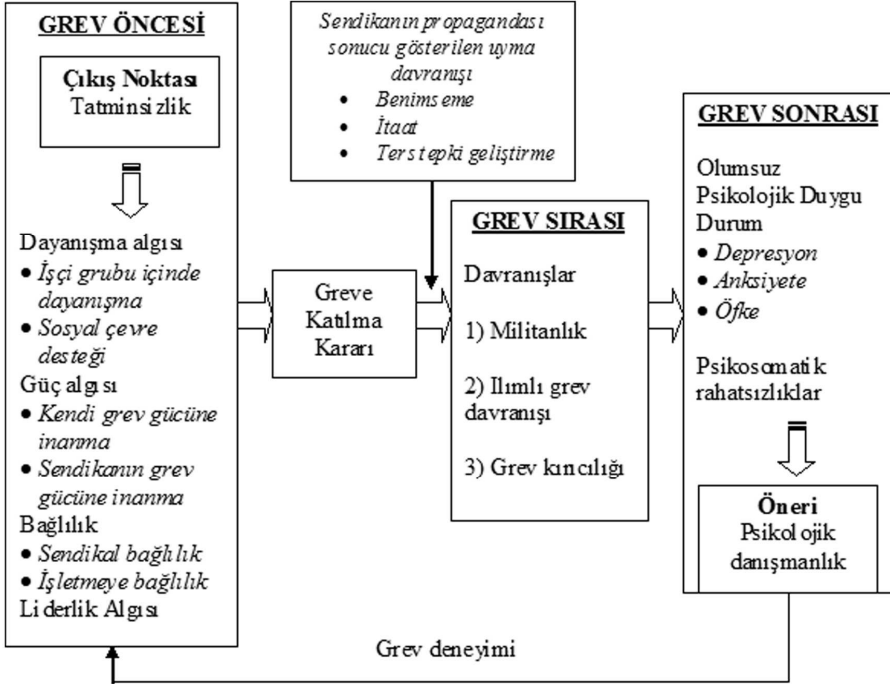 GREV ÖNCESİ
Çıkış Noktası
Tatminsizlik
Dayanışma algısı
• İşçi grubu içinde
dayanışma
• Sosyal çevre
desteği
Güç algısı
• Kendi grev gücüne
inanma
• Sendikanın grev
gücüne inanma
Bağlılık
• Sendikal bağlılık
• İşletmeye bağlılık
Liderlik Algısı
Greve
Katılma
Kararı
Sendikanın propagandası
sonucu gösterilen uyma
davranışı
• Benimseme
• İtaat
• Ters tepki geliştirme
GREV SIRASI
Davranışlar
1) Militanlık
2) Ilımlı grev
davranışı
3) Grev kırıcılığı
GREV SONRASI
Olumsuz
Psikolojik Duygu
Durum
• Depresyon
• Anksiyete
• Öfke
Psikosomatik
rahatsızlıklar
Öneri
Psikolojik
danışmanlık
Grev deneyimi